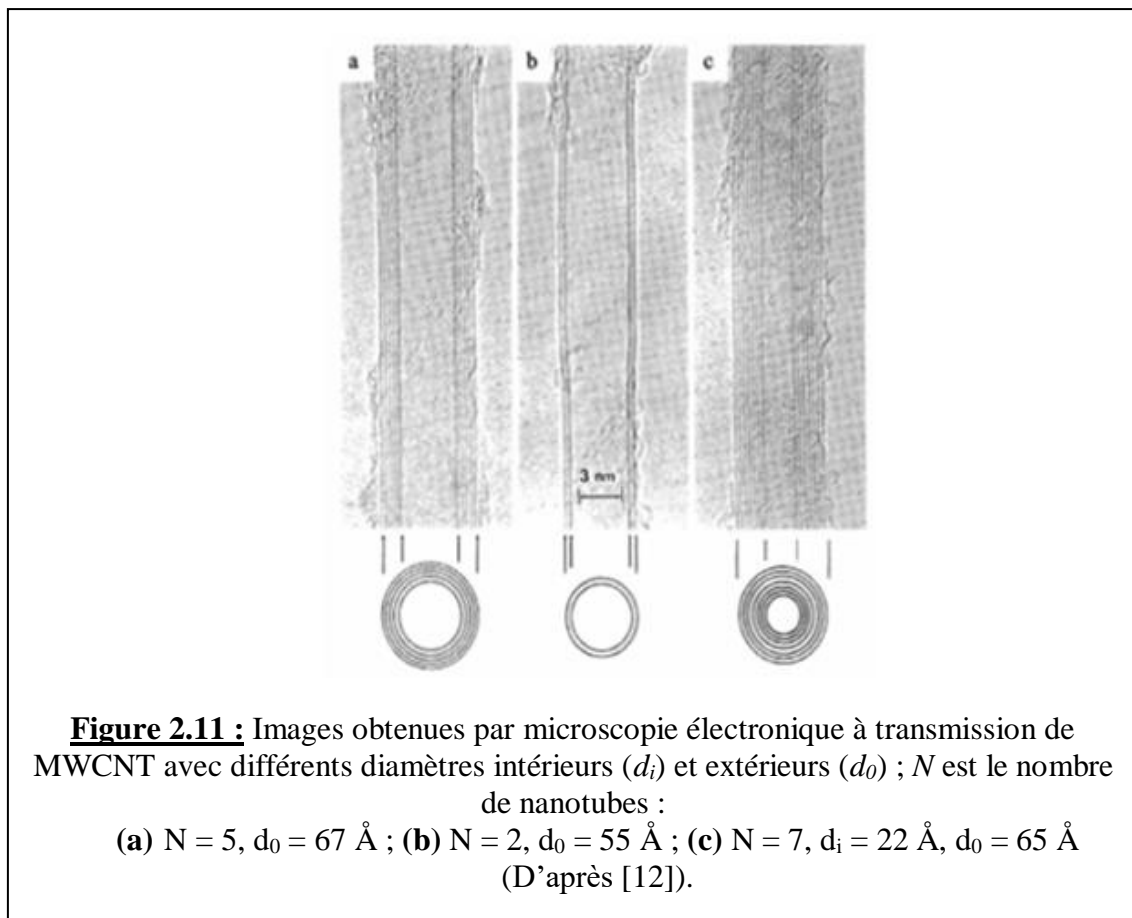 a b c
3 nm
Figure 2.11 : Images obtenues par microscopie électronique à transmission de
MWCNT avec différents diamètres intérieurs (di) et extérieurs (d0) ; N est le nombre
de nanotubes :
(a) N = 5, d0 = 67 Å ; (b) N = 2, d0 = 55 Å ; (c) N = 7, di = 22 Å, d0 = 65 Å
(D’après [12]).